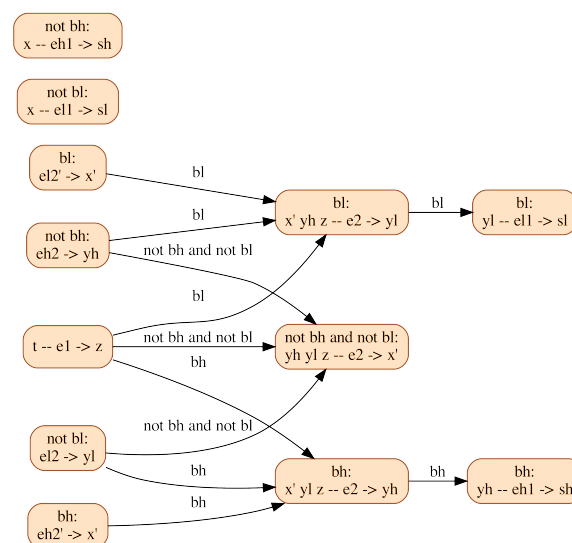 not bh:
x -- eh1 -> sh
not bl:
x -- el1 -> sl
bl:
el2' -> x'
bl
bl:
x' yh z -- e2 -> yl
bl
bl:
yl -- el1 -> sl
not bh:
eh2 -> yh
bl
not bh and not bl
bl
t -- e1 -> z
not bh and not bl
bh
not bh and not bl:
yh yl z -- e2 -> x'
not bl:
el2 -> yl
not bh and not bl
bh
bh:
x' yl z -- e2 -> yh
bh
bh:
yh -- eh1 -> sh
bh:
eh2' -> x'
bh